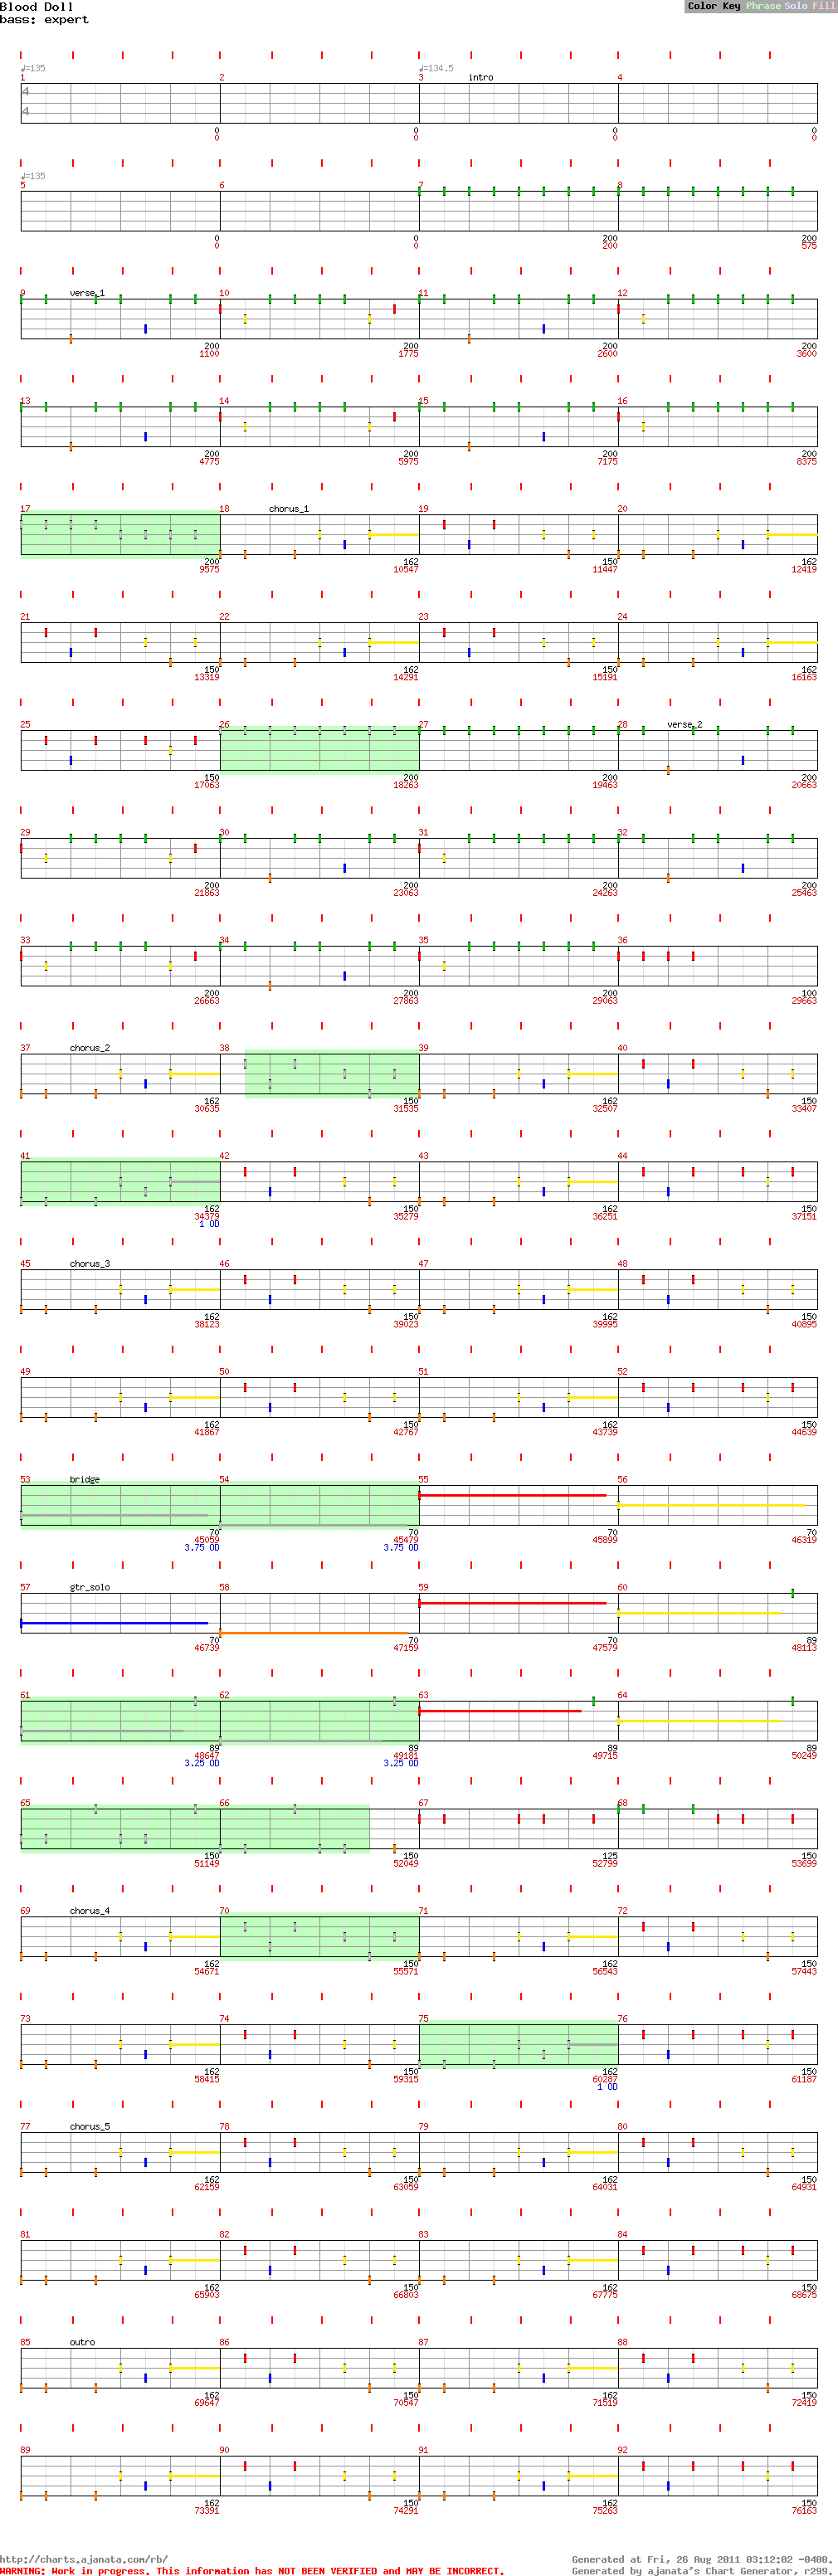 Blood Doll
Color Key Phrase Solo Fill
bass: expert
♩=135 ♩=134.5
1 2 3 intro 4
4
4
0 0 0 0
0 0 0 0
♩=135
5 6 7 8
0 0 200 200
0 0 200 575
9 verse_1 10 11 12
200 200 200 200
1100 1775 2600 3600
13 14 15 16
200 200 200 200
4775 5975 7175 8375
17 18 chorus_1 19 20
200 162 150 162
9575 10547 11447 12419
21 22 23 24
150 162 150 162
13319 14291 15191 16163
25 26 27 28 verse_2
150 200 200 200
17063 18263 19463 20663
29 30 31 32
200 200 200 200
21863 23063 24263 25463
33 34 35 36
200 200 200 100
26663 27863 29063 29663
37 chorus_2 38 39 40
162 150 162 150
30635 31535 32507 33407
41 42 43 44
162 150 162 150
34379 35279 36251 37151
1 OD
45 chorus_3 46 47 48
162 150 162 150
38123 39023 39995 40895
49 50 51 52
162 150 162 150
41867 42767 43739 44639
53 bridge 54 55 56
70 70 70 70
45059 45479 45899 46319
3.75 OD 3.75 OD
57 gtr_solo 58 59 60
70 70 70 89
46739 47159 47579 48113
61 62 63 64
89 89 89 89
48647 49181 49715 50249
3.25 OD 3.25 OD
65 66 67 68
150 150 125 150
51149 52049 52799 53699
69 chorus_4 70 71 72
162 150 162 150
54671 55571 56543 57443
73 74 75 76
162 150 162 150
58415 59315 60287 61187
1 OD
77 chorus_5 78 79 80
162 150 162 150
62159 63059 64031 64931
81 82 83 84
162 150 162 150
65903 66803 67775 68675
85 outro 86 87 88
162 150 162 150
69647 70547 71519 72419
89 90 91 92
162 150 162 150
73391 74291 75263 76163
http://charts.ajanata.com/rb/
Generated at Fri, 26 Aug 2011 03:12:02 -0400.
WARNING: Work in progress. This information has NOT BEEN VERIFIED and MAY BE INCORRECT.
Generated by ajanata's Chart Generator, r299.